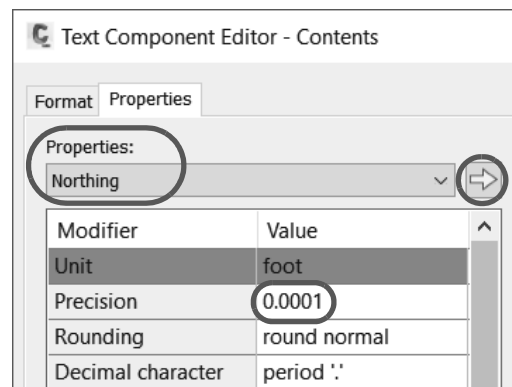 Text Component Editor - Contents
Format Properties
Properties:
Northing
Modifier Value
Unit foot
Precision 0.0001
Rounding round normal
Decimal character period '.'